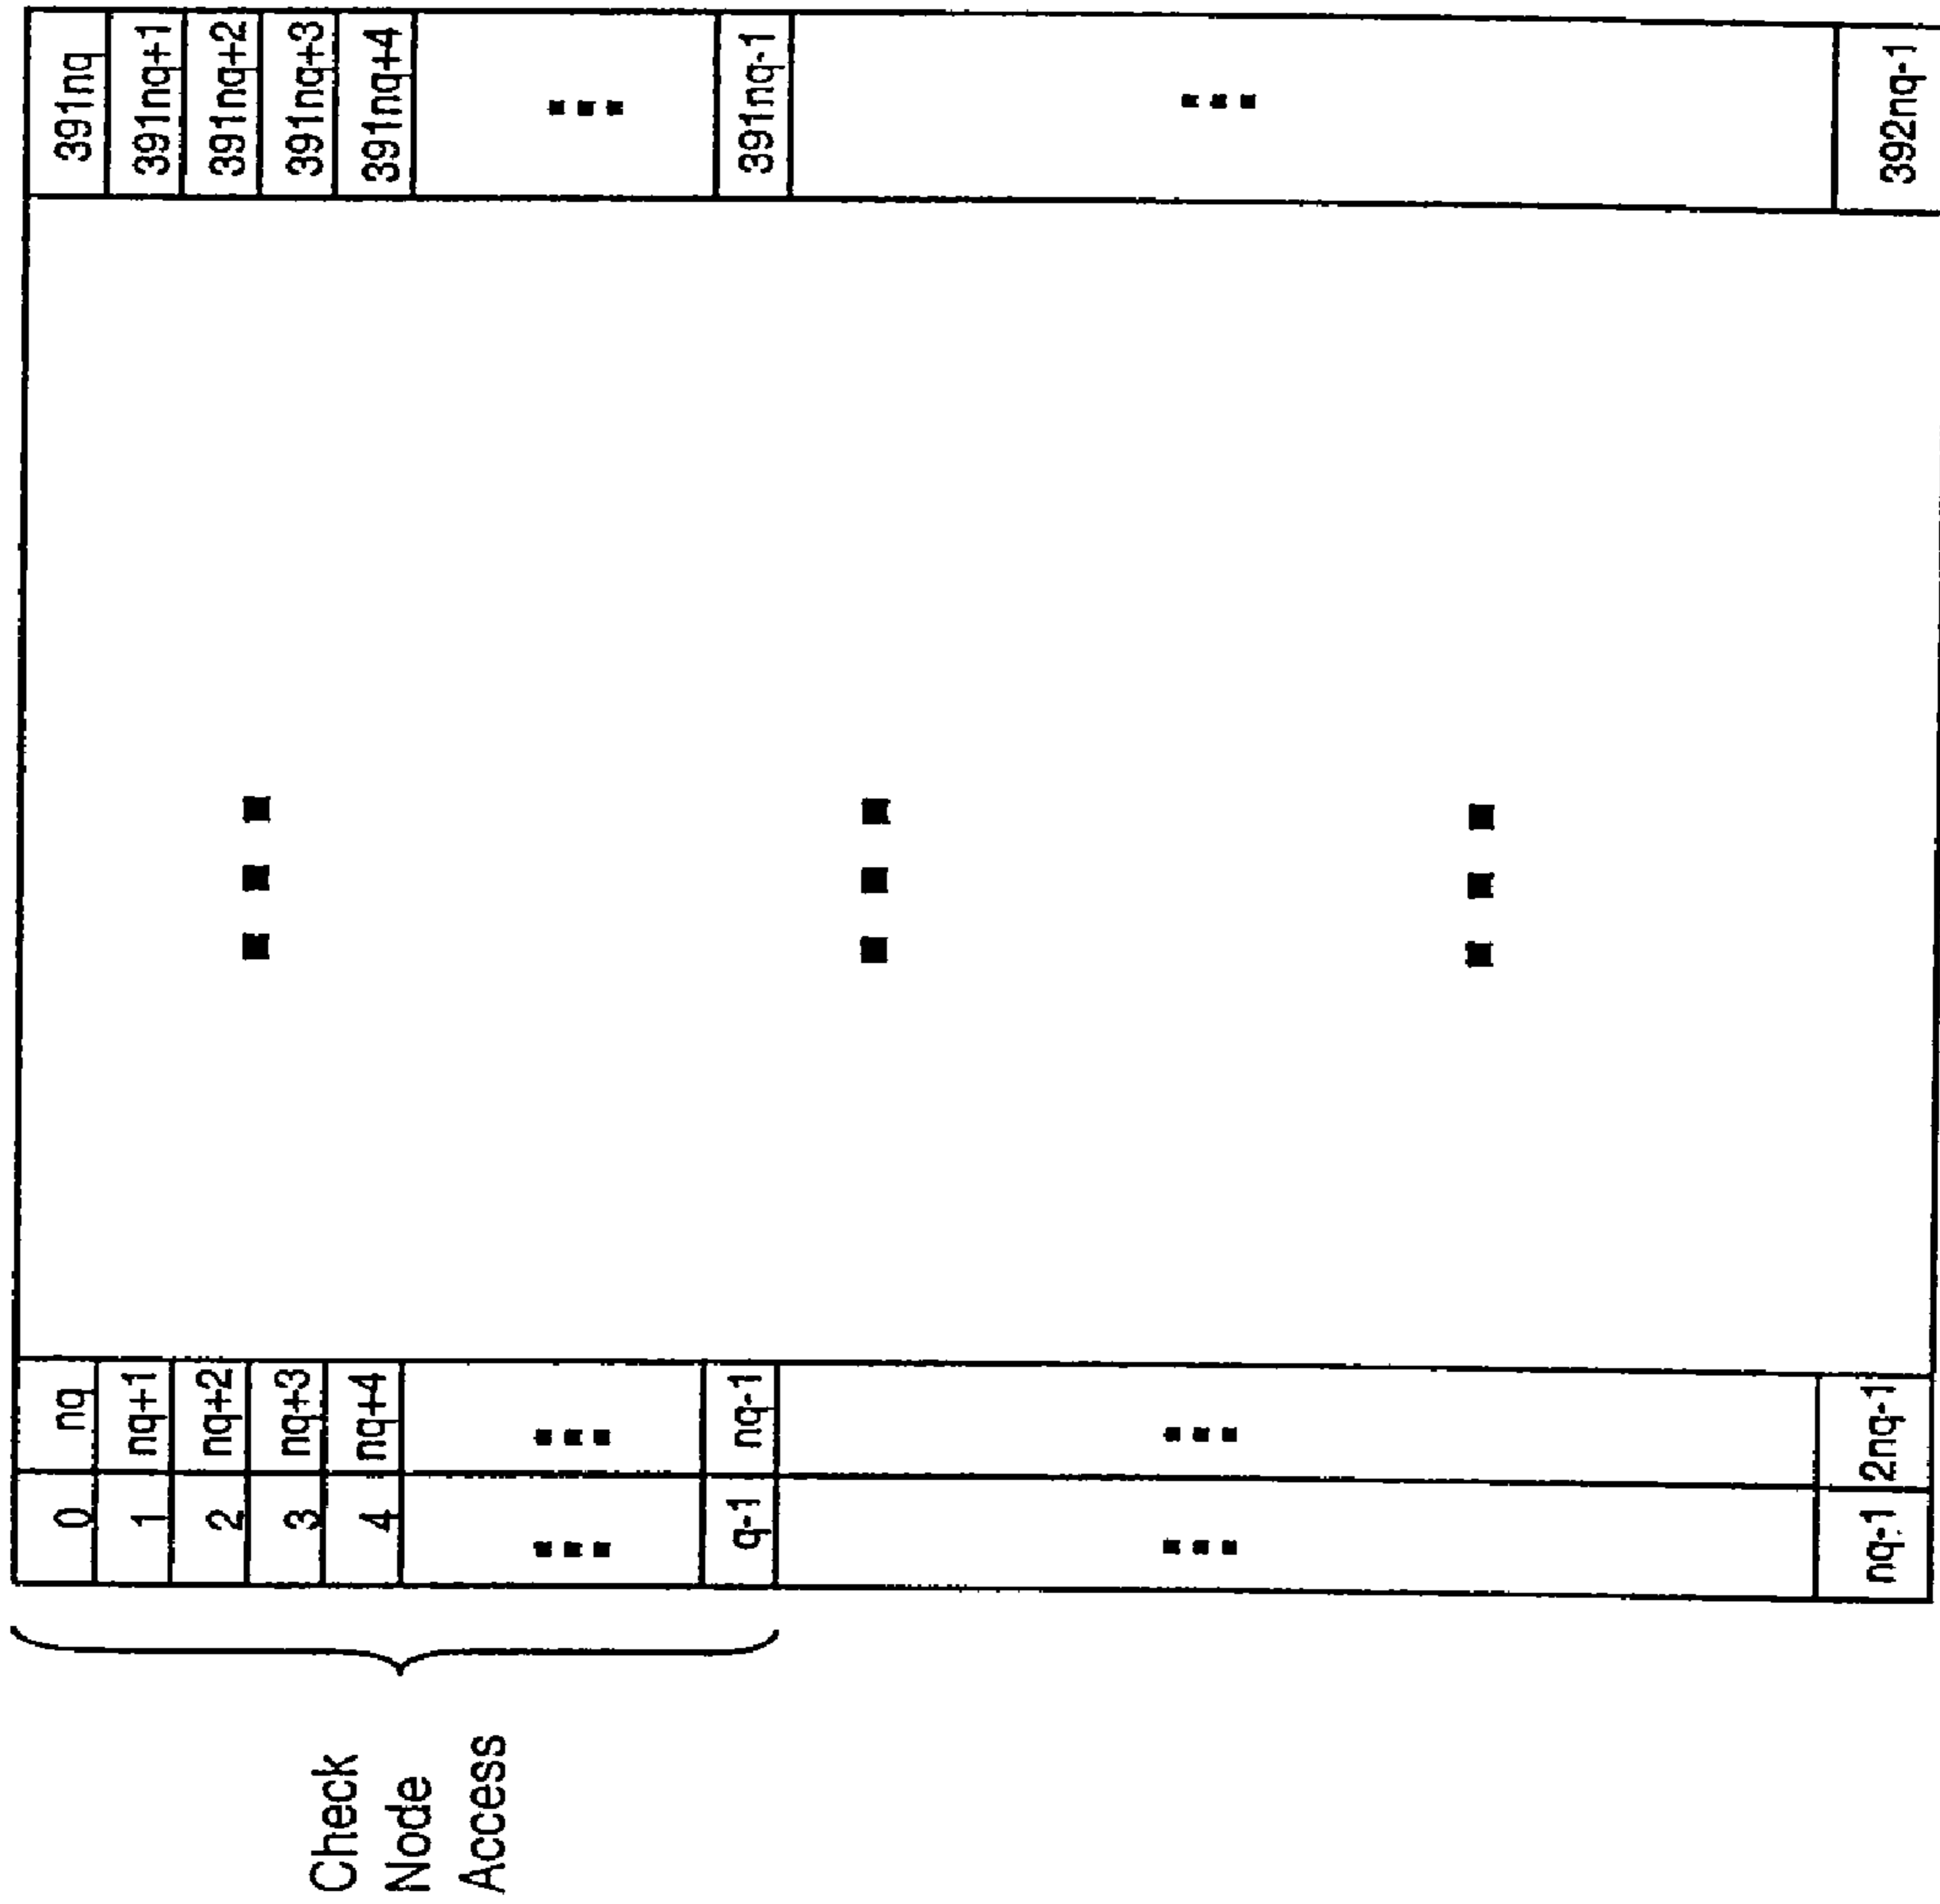 Check
Node
Access
0 nq 391nq
1 nq+1 391nq+1
2 nq+2 391nq+2
3 nq+3 391nq+3
4 nq+4 391nq+4
q-1 nq-1 391nq-1
nq-1 2nq-1 392nq-1